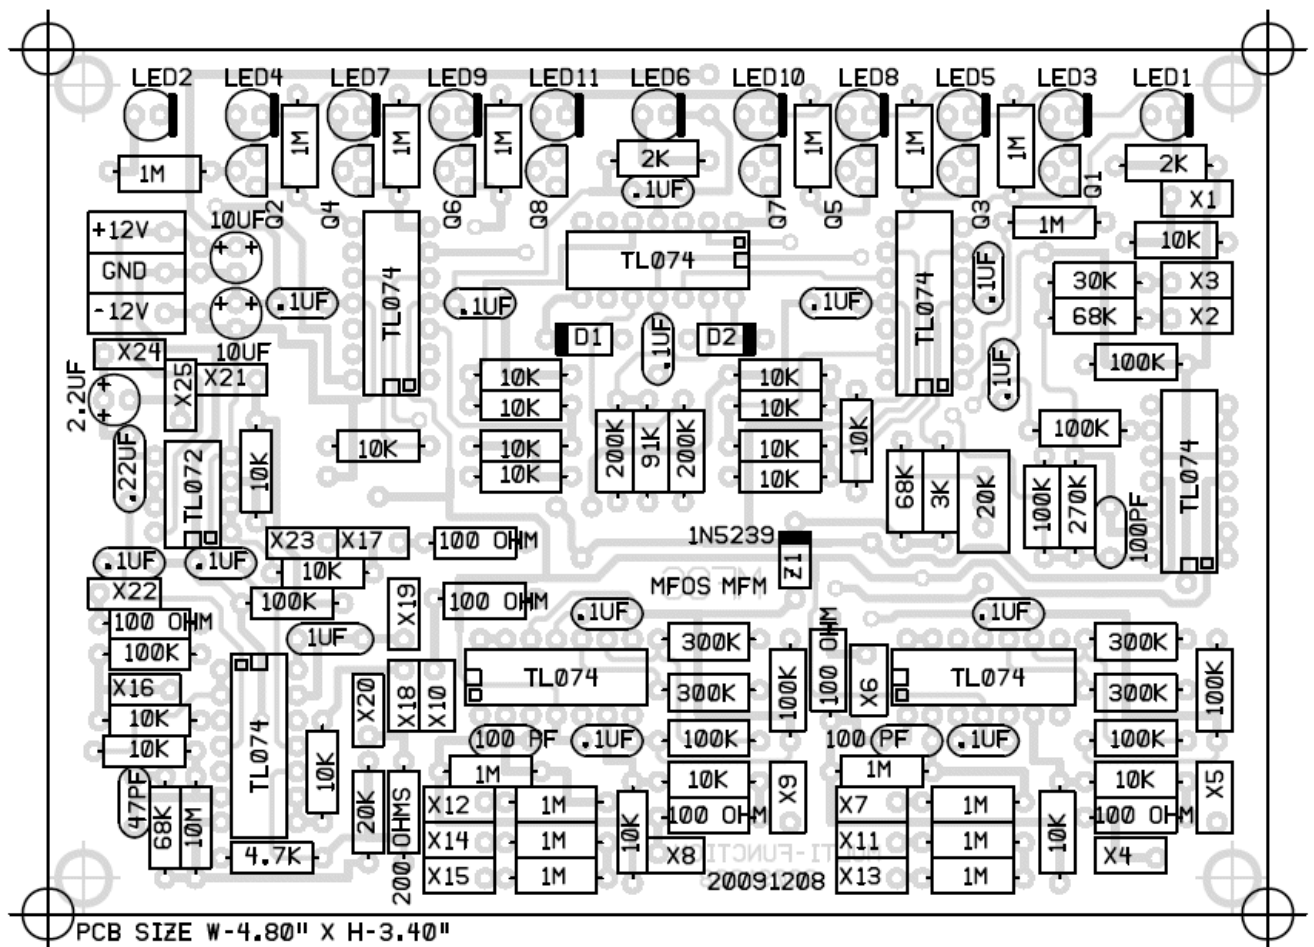 LED2 LED4 LED7 LED9 LED11 LED6 LED10 LED8 LED5 LED3 LED1
1M 1M 1M 1M 1M 1M
2K 2K
1M
.1UF
Q2 Q4 Q6 Q8 Q7 Q5 Q3 Q1
X1
1M
10K
+12V
GND
-12V
10UF
10UF
.1UF
TL074
.1UF
TL074
.1UF
TL074
.1UF
30K X3
68K X2
X24
X25
X21
2.2UF
D1 D2
.1UF
.1UF
100K
10K 10K
10K 10K
10K 10K
10K 10K
200K 91K 200K
10K
100K
TL074
.22UF
TL072
10K
10K
68K 3K 20K
100K 270K
100PF
X23 X17 100 OHM
1N5239
Z1
.1UF .1UF
10K
X22
100K
X19
100 OHM
MFOS MFM
MFOS
.1UF
.1UF
100 OHM
100K
.1UF
300K
100 OHM
300K
X16
10K
10K
TL074
X20
X18 X10
TL074
300K
100K
X6
TL074
300K
100K
10K
100 PF .1UF
100K
100 PF .1UF
100K
47PF
68K 10M
20K
200 OHMS
1M
10K
X9
1M
10K
X5
X12 1M
100 OHM
X7 1M
100 OHM
X14 1M
10K
X11 1M
10K
4.7K
X8
X4
X15 1M
20091208
X13 1M
PCB SIZE W-4.80" X H-3.40"